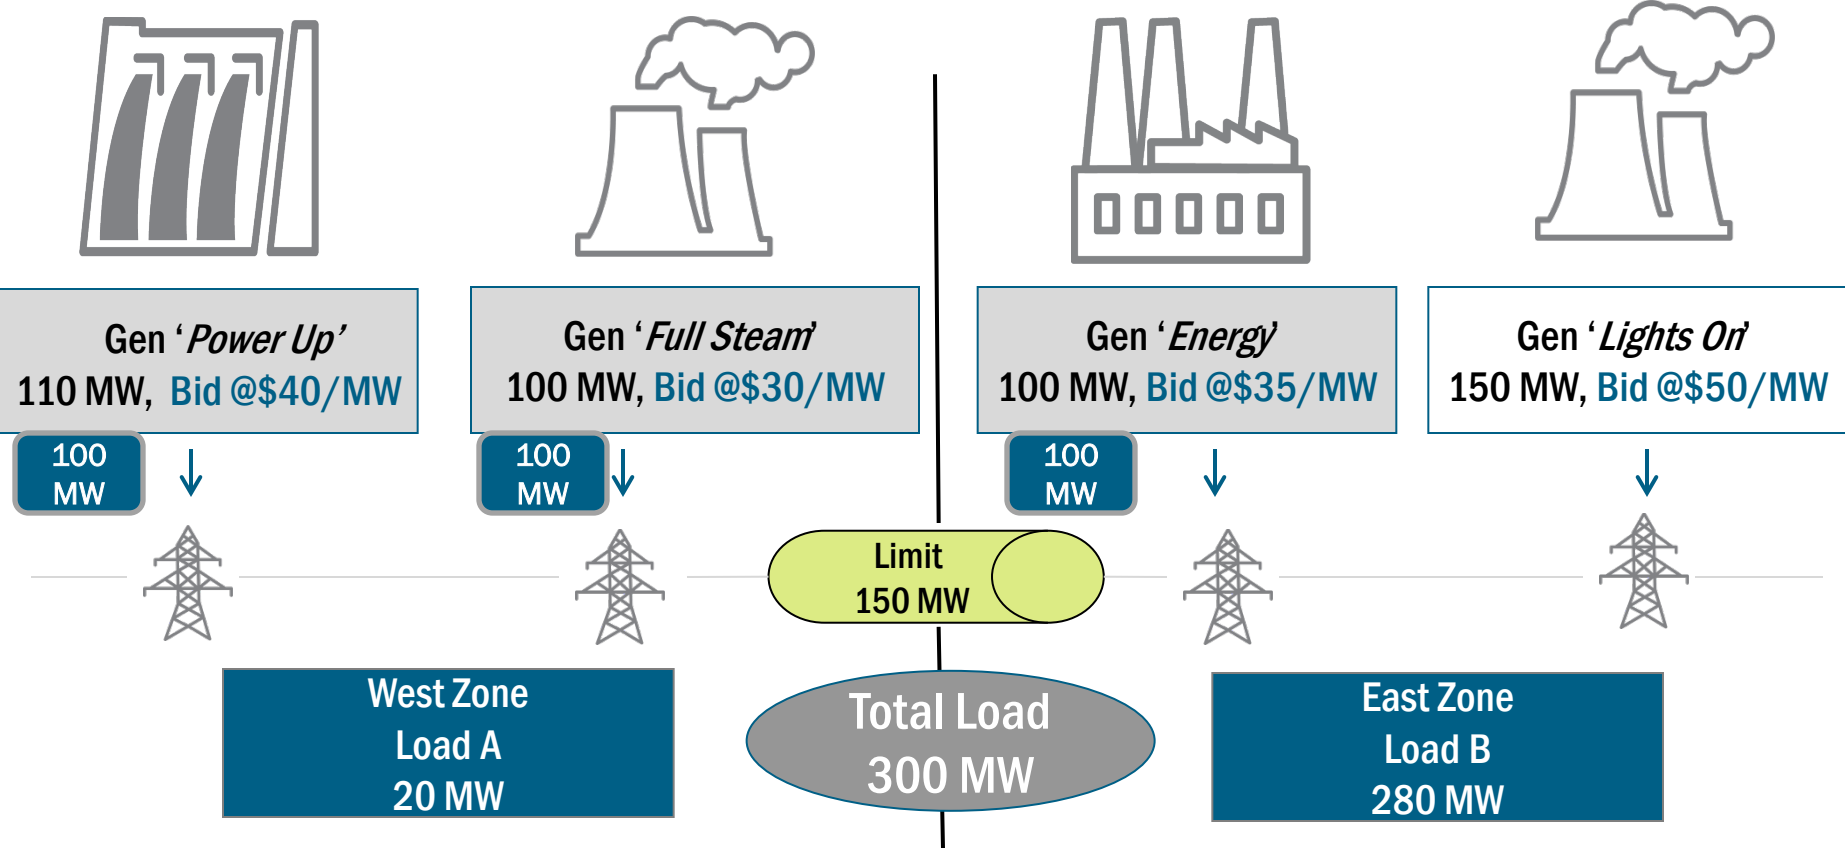 Gen ‘Power Up’
110 MW, Bid @$40/MW
Gen ‘Full Steam’
100 MW, Bid @$30/MW
Gen ‘Energy’
100 MW, Bid @$35/MW
Gen ‘Lights On’
150 MW, Bid @$50/MW
100
MW
100
MW
100
MW
Limit
150 MW
West Zone
Load A
20 MW
Total Load
300 MW
East Zone
Load B
280 MW